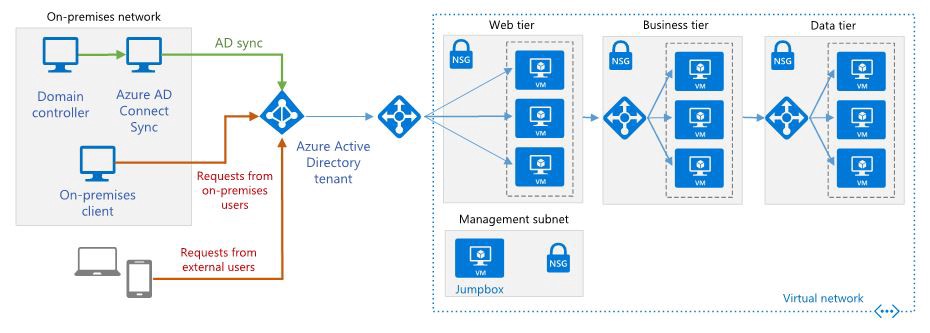 On-premises network
Web tier
Business tier
Data tier
AD sync
NSG
NSG
NSG
VM
VM
VM
Domain
controller
Azure AD
Connect
Sync
VM
VM
VM
Azure Active
Directory
tenant
Requests from
on-premises
users
VM
VM
VM
On-premises
client
Management subnet
Requests from
external users
VM
NSG
Jumpbox
Virtual network